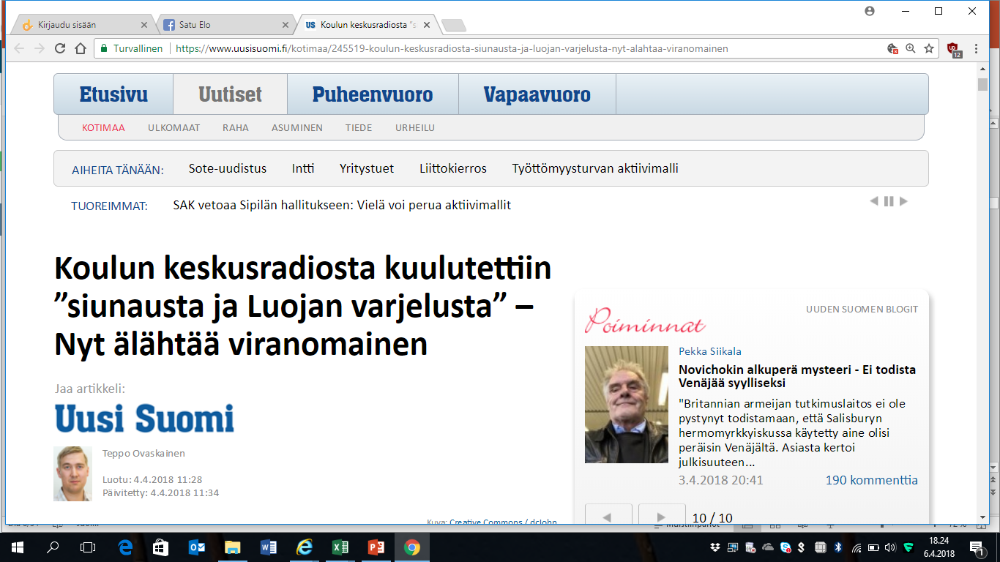 Kirjaudu sisään
Satu Elo
US Koulun keskusradiosta "s
Turvallinen
https://www.uusisuomi.fi/kotimaa/245519-koulun-keskusradiosta-siunausta-ja-luojan-varjelusta-nyt-alahtaa-viranomainen
12
Etusivu Uutiset Puheenvuoro Vapaavuoro
KOTIMAA ULKOMAAT RAHA ASUMINEN TIEDE URHEILU
AIHEITA TÄNÄÄN: Sote-uudistus Intti Yritystuet Liittokierros Työttömyysturvan aktiivimalli
TUOREIMMAT: SAK vetoaa Sipilän hallitukseen: Vielä voi perua aktiivimallit
Koulun keskusradiosta kuulutettiin
”siunausta ja Luojan varjelusta” –
Nyt älähtää viranomainen
Jaa artikkeli:
Uusi Suomi
Teppo Ovaskainen
Luotu: 4.4.2018 11:28
Päivitetty: 4.4.2018 11:34
Kuva: Creative Commons / dcJohn
Poiminnat
UUDEN SUOMEN BLOGIT
Pekka Siikala
Novichokin alkuperä mysteeri - Ei todista
Venäjää syylliseksi
"Britannian armeijan tutkimuslaitos ei ole
pystynyt todistamaan, että Salisburyn
hermomyrkkyiskussa käytetty aine olisi
peräisin Venäjältä. Asiasta kertoi
julkisuuteen...
3.4.2018 20:41 190 kommenttia
10 / 10
18.24
6.4.2018
1